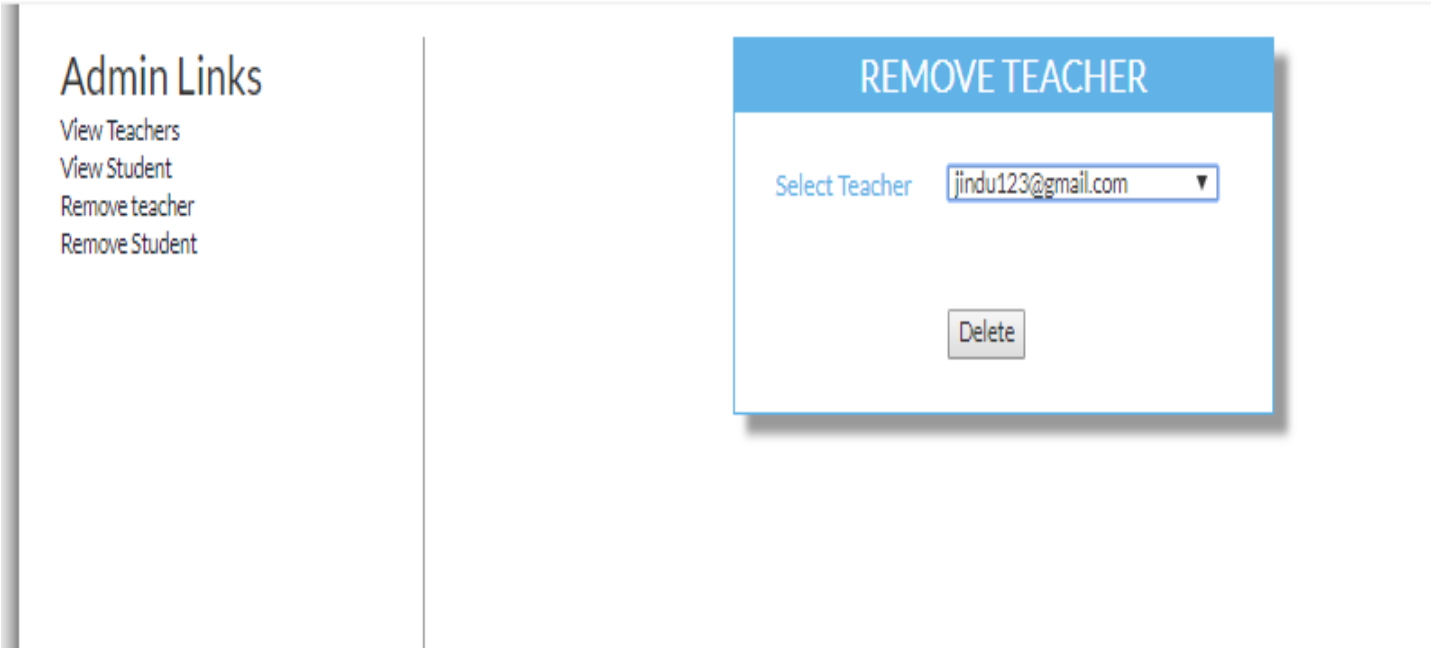 Admin Links
View Teachers
View Student
Remove teacher
Remove Student
REMOVE TEACHER
Select Teacher jindu123@gmail.com
Delete